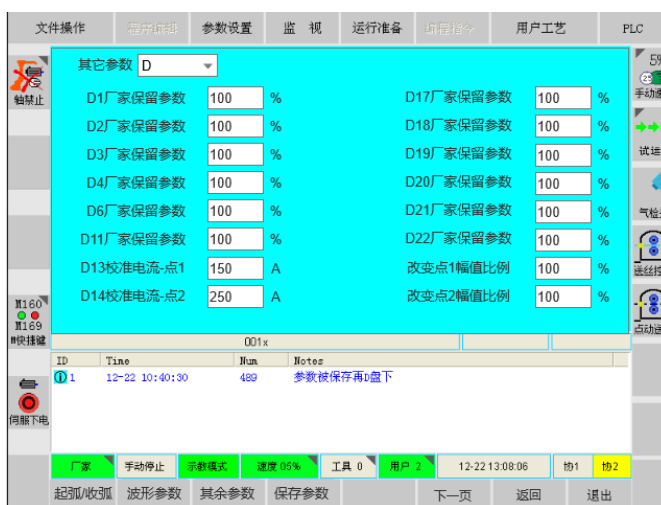 文件操作 程序编辑 参数设置 监 视 运行准备 编程指令 用户工艺 PLC
其它参数 D
D1厂家保留参数 100 % D17厂家保留参数 100 %
D2厂家保留参数 100 % D18厂家保留参数 100 %
D3厂家保留参数 100 % D19厂家保留参数 100 %
D4厂家保留参数 100 % D20厂家保留参数 100 %
D6厂家保留参数 100 % D21厂家保留参数 100 %
D11厂家保留参数 100 % D22厂家保留参数 100 %
D13校准电流-点1 150 A 改变点1幅值比例 100 %
D14校准电流-点2 250 A 改变点2幅值比例 100 %
轴禁止
M160
M169
M快捷键
伺服下电
5%
手动速
试运
气检
送丝
点动送
001x
ID Time Num Notes
1 12-22 10:40:30 489 参数被保存再D盘下
厂家 手动停止 示教模式 速度 05% 工具 0 用户 2 12-22 13:08:06 协1 协2
起弧/收弧 波形参数 其余参数 保存参数 下一页 返回 退出